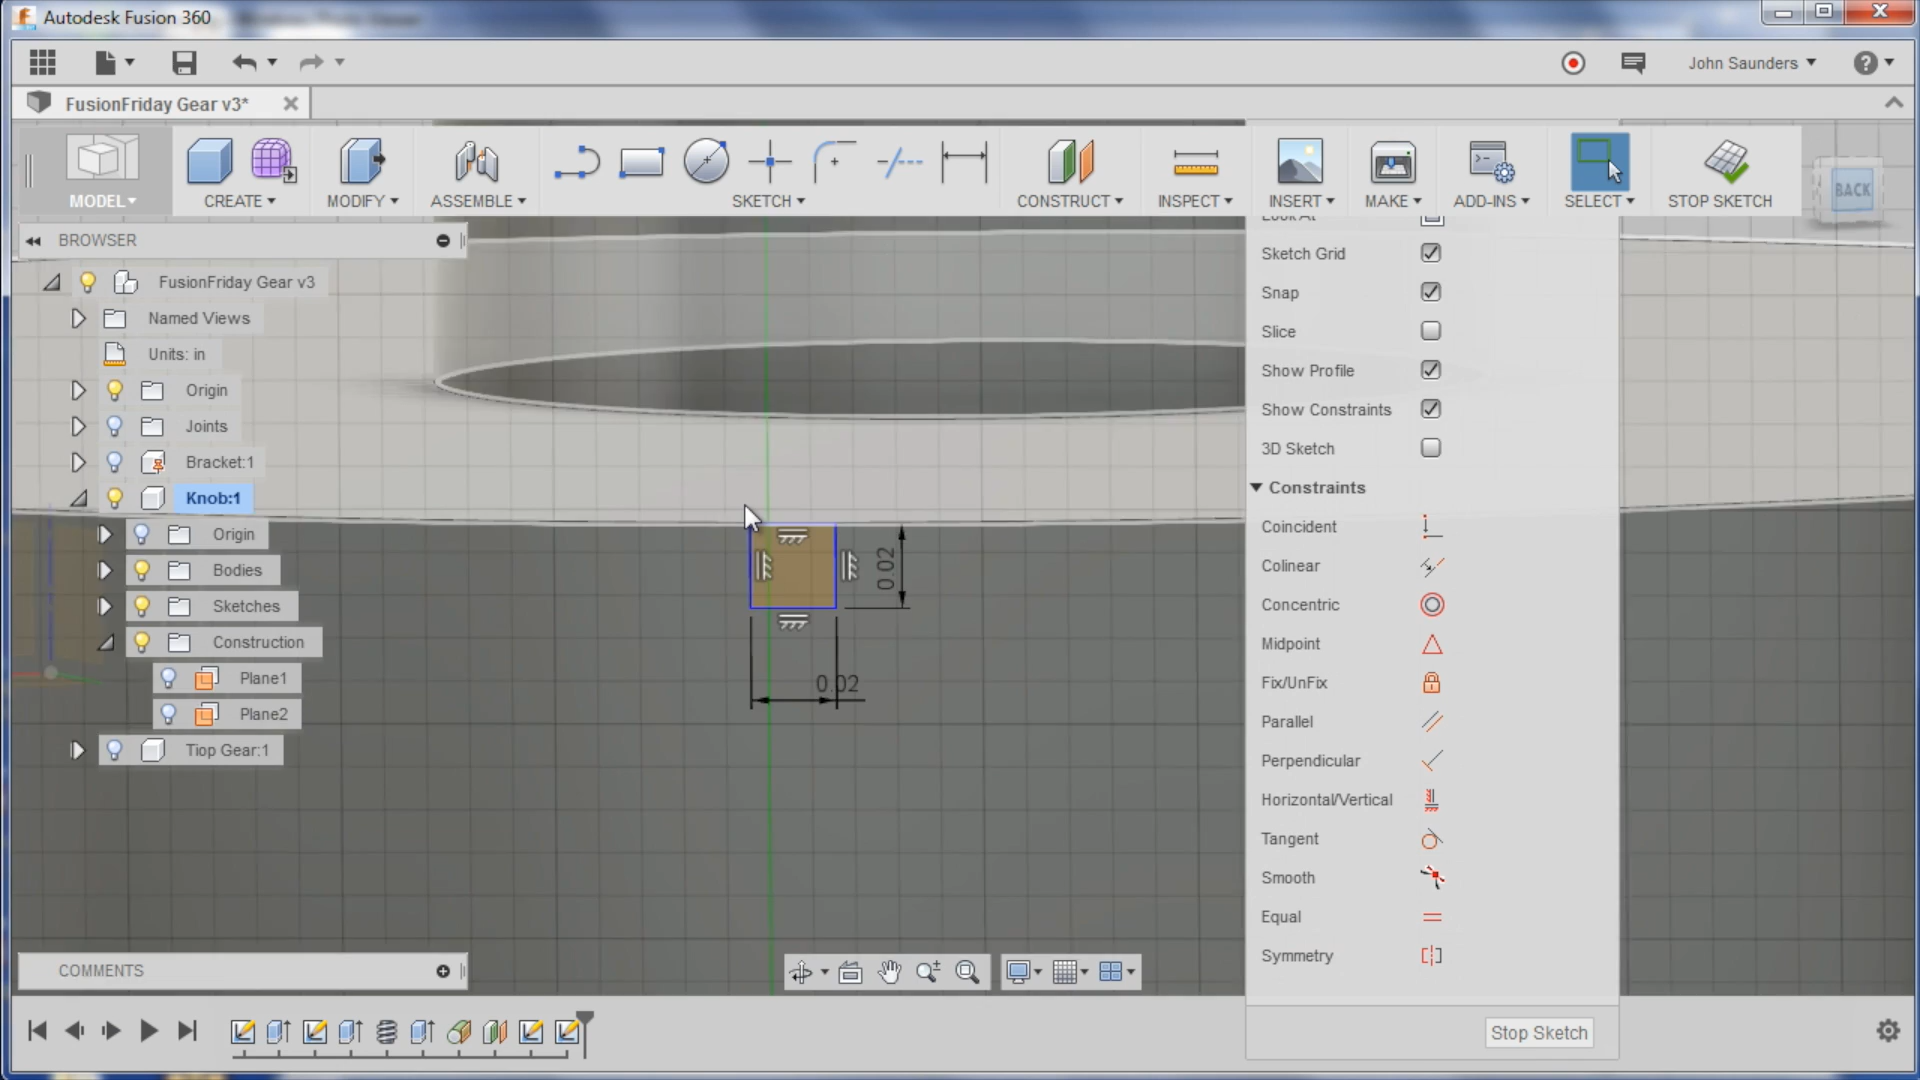 Autodesk Fusion 360
John Saunders
FusionFriday Gear v3*
MODEL
CREATE
MODIFY
ASSEMBLE
SKETCH
CONSTRUCT
INSPECT
INSERT
MAKE
ADD-INS
SELECT
STOP SKETCH
BACK
BROWSER
FusionFriday Gear v3
Named Views
Units: in
Origin
Joints
Bracket:1
Knob:1
Origin
Bodies
Sketches
Construction
Plane1
Plane2
Tiop Gear:1
0.02
0.02
Look At
Sketch Grid
Snap
Slice
Show Profile
Show Constraints
3D Sketch
Constraints
Coincident
Colinear
Concentric
Midpoint
Fix/UnFix
Parallel
Perpendicular
Horizontal/Vertical
Tangent
Smooth
Equal
Symmetry
Stop Sketch
COMMENTS